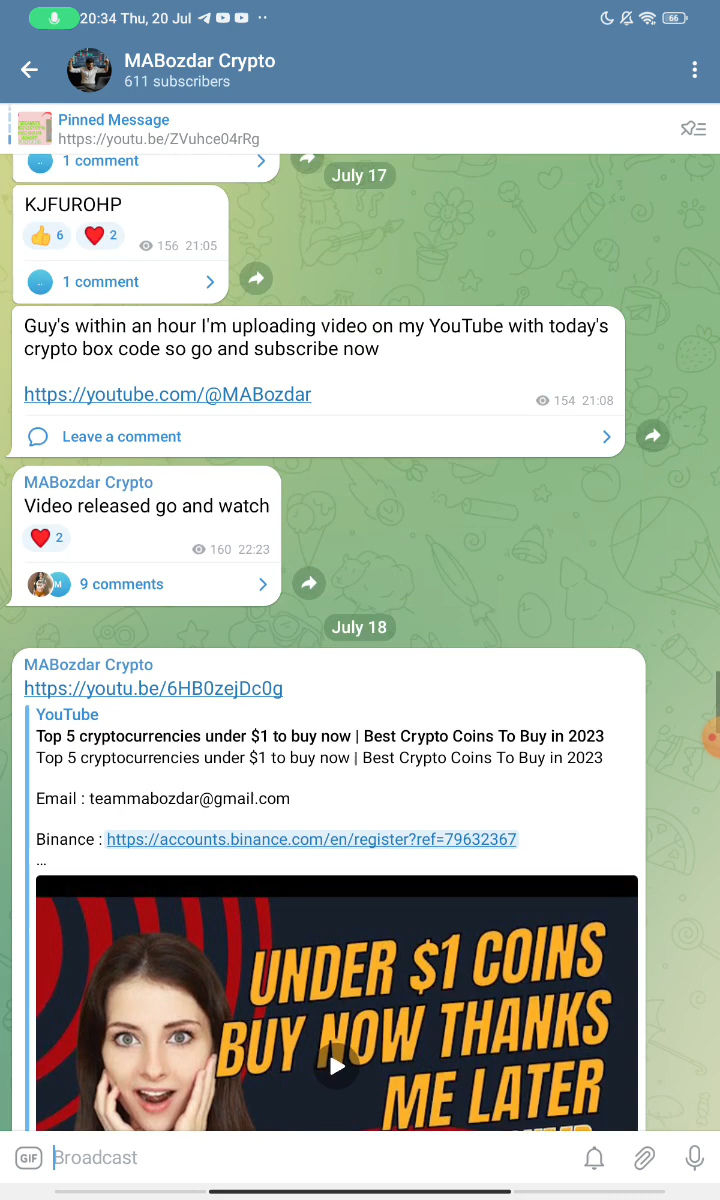 20:34 Thu, 20 Jul
66
MABozdar Crypto
611 subscribers
Pinned Message
https://youtu.be/ZVuhce04rRg
1 comment
July 17
KJFUROHP
6
2
156 21:05
1 comment
Guy's within an hour I'm uploading video on my YouTube with today's
crypto box code so go and subscribe now
https://youtube.com/@MABozdar
154 21:08
Leave a comment
MABozdar Crypto
Video released go and watch
2
160 22:23
M
9 comments
July 18
MABozdar Crypto
https://youtu.be/6HB0zejDc0g
YouTube
Top 5 cryptocurrencies under $1 to buy now | Best Crypto Coins To Buy in 2023
Top 5 cryptocurrencies under $1 to buy now | Best Crypto Coins To Buy in 2023
Email : teammabozdar@gmail.com
Binance : https://accounts.binance.com/en/register?ref=79632367
...
UNDER $1 COINS
BUY NOW THANKS
ME LATER
GIF
Broadcast